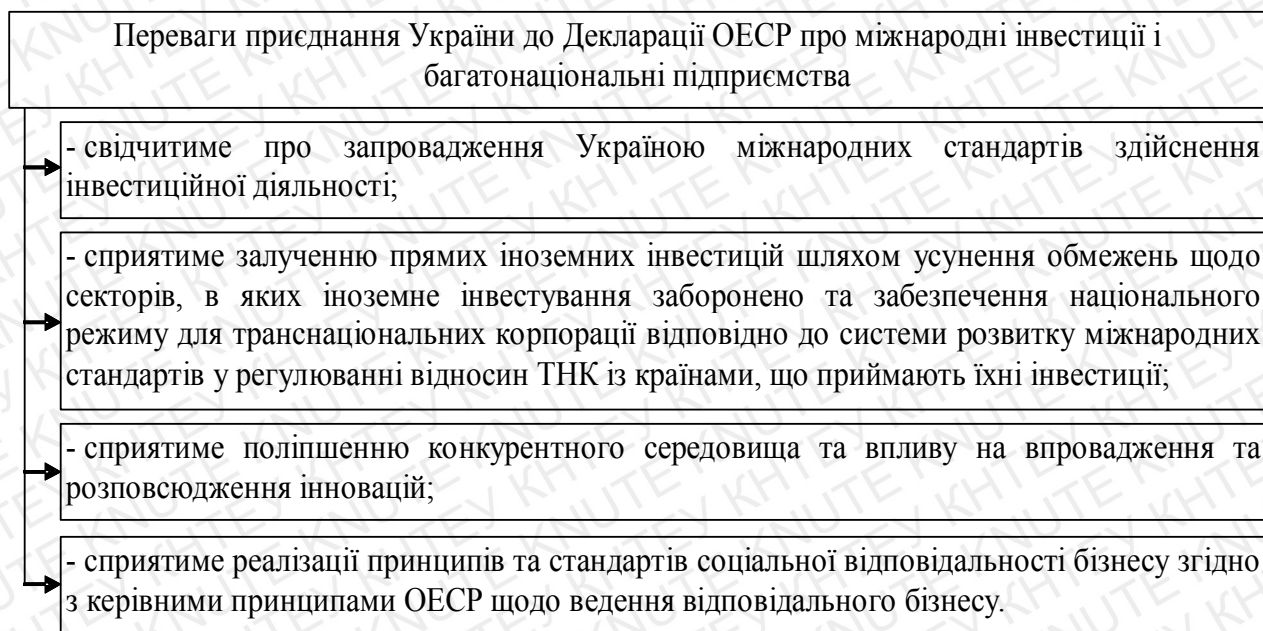 Переваги приєднання України до Декларації ОЕСР про міжнародні інвестиції і
багатонаціональні підприємства
- свідчитиме про запровадження Україною міжнародних стандартів здійснення
інвестиційної діяльності;
- сприятиме залученню прямих іноземних інвестицій шляхом усунення обмежень щодо
секторів, в яких іноземне інвестування заборонено та забезпечення національного
режиму для транснаціональних корпорації відповідно до системи розвитку міжнародних
стандартів у регулюванні відносин ТНК із країнами, що приймають їхні інвестиції;
- сприятиме поліпшенню конкурентного середовища та впливу на впровадження та
розповсюдження інновацій;
- сприятиме реалізації принципів та стандартів соціальної відповідальності бізнесу згідно
з керівними принципами ОЕСР щодо ведення відповідального бізнесу.